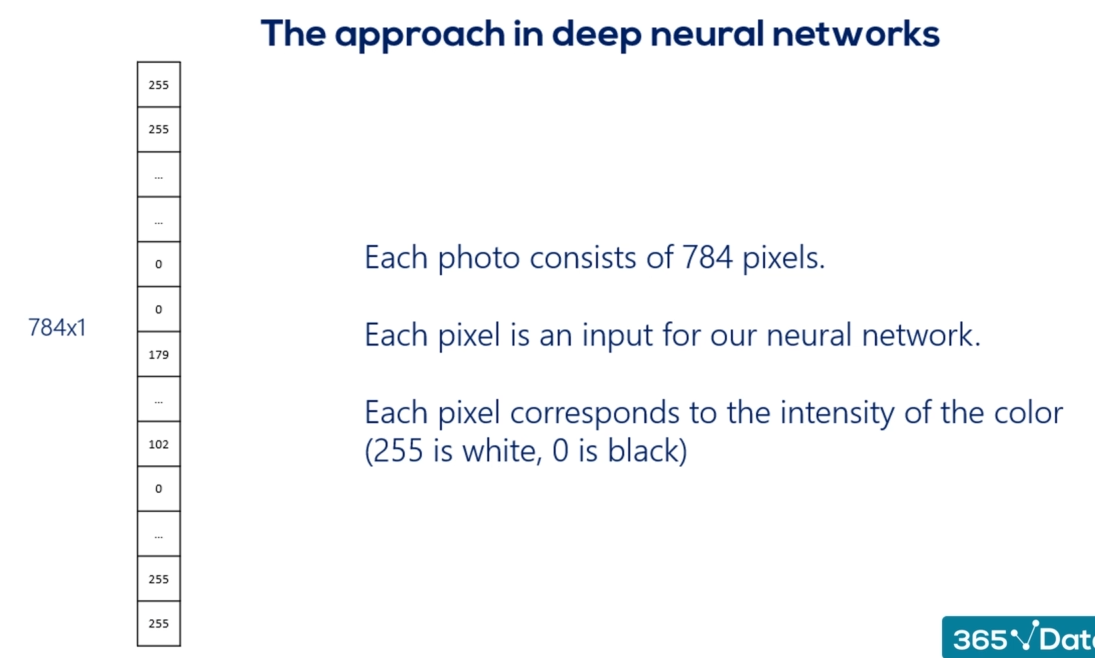 The approach in deep neural networks
255
255
...
...
0
0
784x1
179
...
102
0
...
255
255
Each photo consists of 784 pixels.
Each pixel is an input for our neural network.
Each pixel corresponds to the intensity of the color
(255 is white, 0 is black)
365 Data